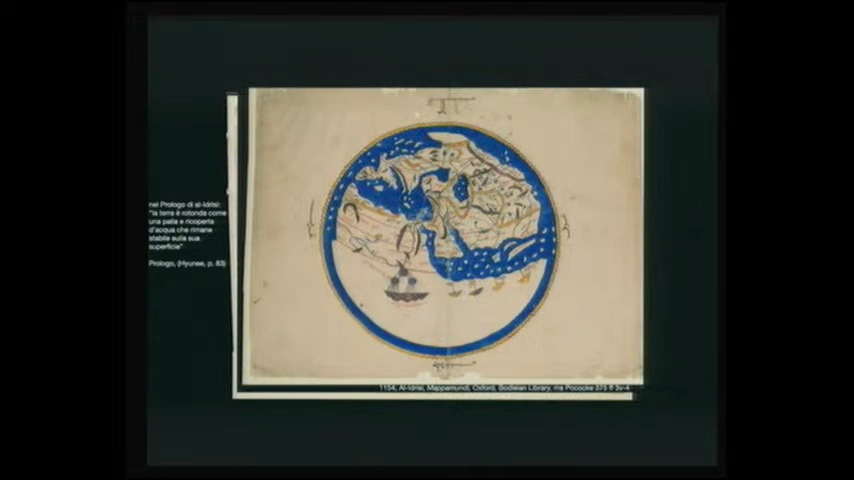 nel Prologo di al-Idrisi:
"la terra è rotonda come
una palla e ricoperta
d'acqua che rimane
stabile sulla sua
superficie"
Prologo, (Hyunee, p. 83)
1154, Al-Idrisi, Mappamundi, Oxford, Bodleian Library, ms Pococke 375 ff 3v-4